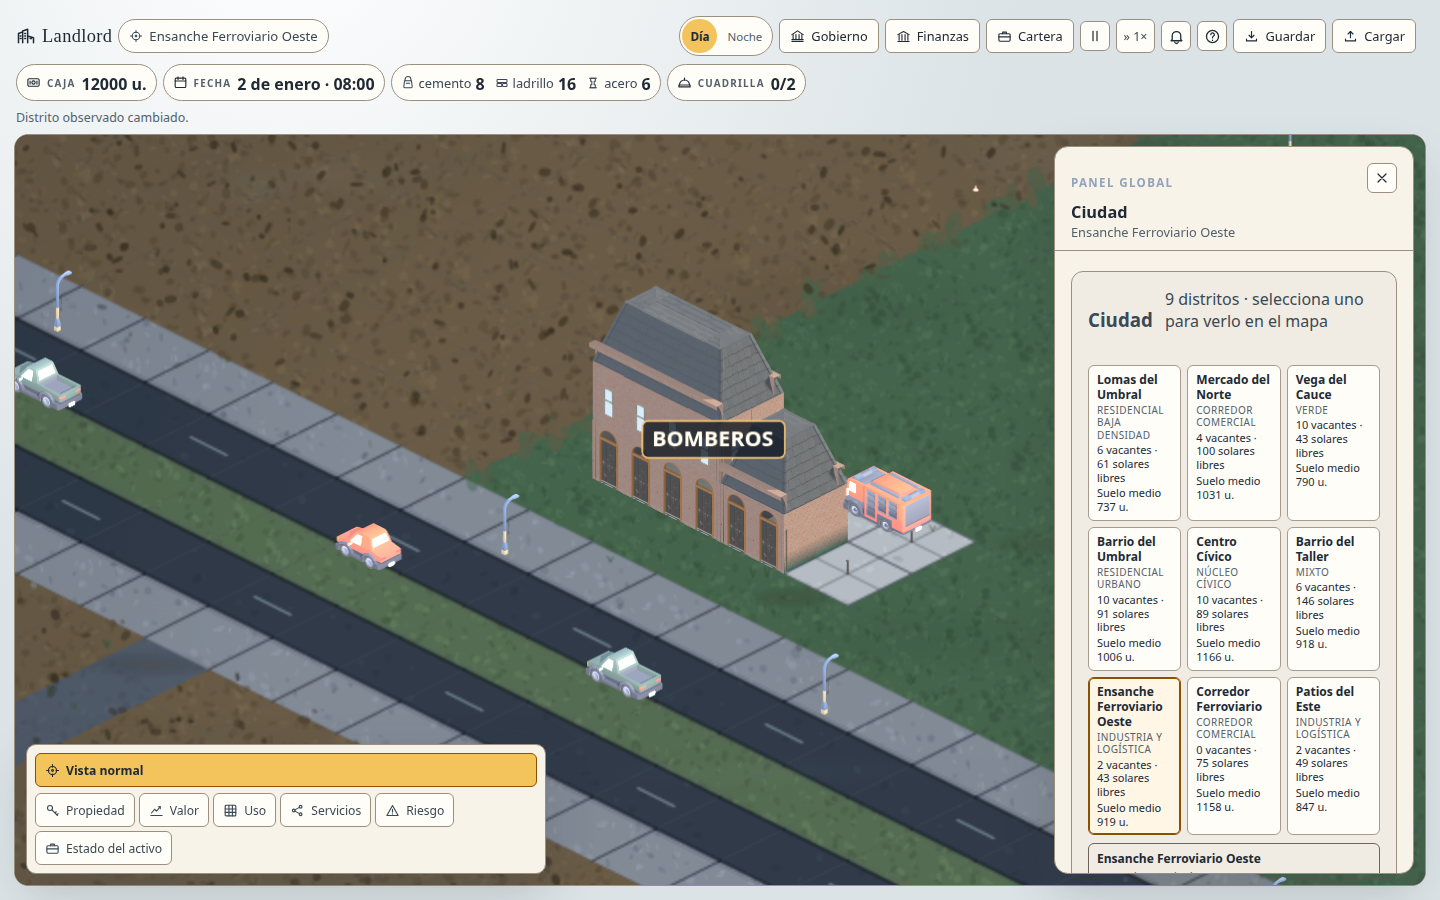 Landlord
Ensanche Ferroviario Oeste
Día
Noche
Gobierno
Finanzas
Cartera
» 1×
Guardar
Cargar
CAJA 12000 u.
FECHA 2 de enero · 08:00
cemento 8 ladrillo 16 acero 6
CUADRILLA 0/2
Distrito observado cambiado.
BOMBEROS
PANEL GLOBAL
Ciudad
Ensanche Ferroviario Oeste
Ciudad
9 distritos · selecciona uno
para verlo en el mapa
Lomas del
Umbral
RESIDENCIAL
BAJA
DENSIDAD
6 vacantes ·
61 solares
libres
Suelo medio
737 u.
Mercado del
Norte
CORREDOR
COMERCIAL
4 vacantes ·
100 solares
libres
Suelo medio
1031 u.
Vega del
Cauce
VERDE
10 vacantes ·
43 solares
libres
Suelo medio
790 u.
Barrio del
Umbral
RESIDENCIAL
URBANO
10 vacantes ·
91 solares
libres
Suelo medio
1006 u.
Centro
Cívico
NÚCLEO
CÍVICO
10 vacantes ·
89 solares
libres
Suelo medio
1166 u.
Barrio del
Taller
MIXTO
6 vacantes ·
146 solares
libres
Suelo medio
918 u.
Ensanche
Ferroviario
Oeste
INDUSTRIA Y
LOGÍSTICA
2 vacantes ·
43 solares
libres
Suelo medio
919 u.
Corredor
Ferroviario
CORREDOR
COMERCIAL
0 vacantes ·
75 solares
libres
Suelo medio
1158 u.
Patios del
Este
INDUSTRIA Y
LOGÍSTICA
2 vacantes ·
49 solares
libres
Suelo medio
847 u.
Ensanche Ferroviario Oeste
Vista normal
Propiedad
Valor
Uso
Servicios
Riesgo
Estado del activo